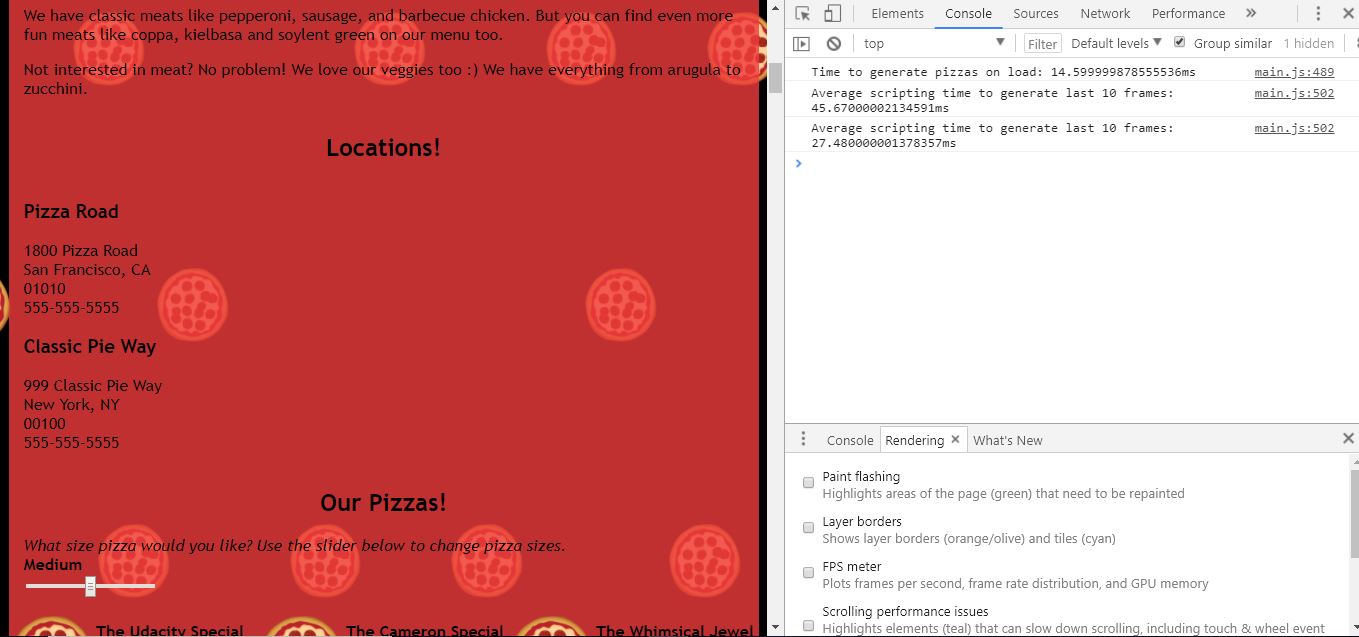 We have classic meats like pepperoni, sausage, and barbecue chicken. But you can find even more
fun meats like coppa, kielbasa and soylent green on our menu too.
Not interested in meat? No problem! We love our veggies too :) We have everything from arugula to
zucchini.
Locations!
Pizza Road
1800 Pizza Road
San Francisco, CA
01010
555-555-5555
Classic Pie Way
999 Classic Pie Way
New York, NY
00100
555-555-5555
Our Pizzas!
What size pizza would you like? Use the slider below to change pizza sizes.
Medium
The Udacity Special
The Cameron Special
The Whimsical Jewel
Elements Console Sources Network Performance »
top Filter Default levels Group similar 1 hidden
Time to generate pizzas on load: 14.599999878555536ms main.js:489
Average scripting time to generate last 10 frames: main.js:502
45.67000002134591ms
Average scripting time to generate last 10 frames: main.js:502
27.480000001378357ms
Console Rendering What's New
Paint flashing
Highlights areas of the page (green) that need to be repainted
Layer borders
Shows layer borders (orange/olive) and tiles (cyan)
FPS meter
Plots frames per second, frame rate distribution, and GPU memory
Scrolling performance issues
Highlights elements (teal) that can slow down scrolling, including touch & wheel event